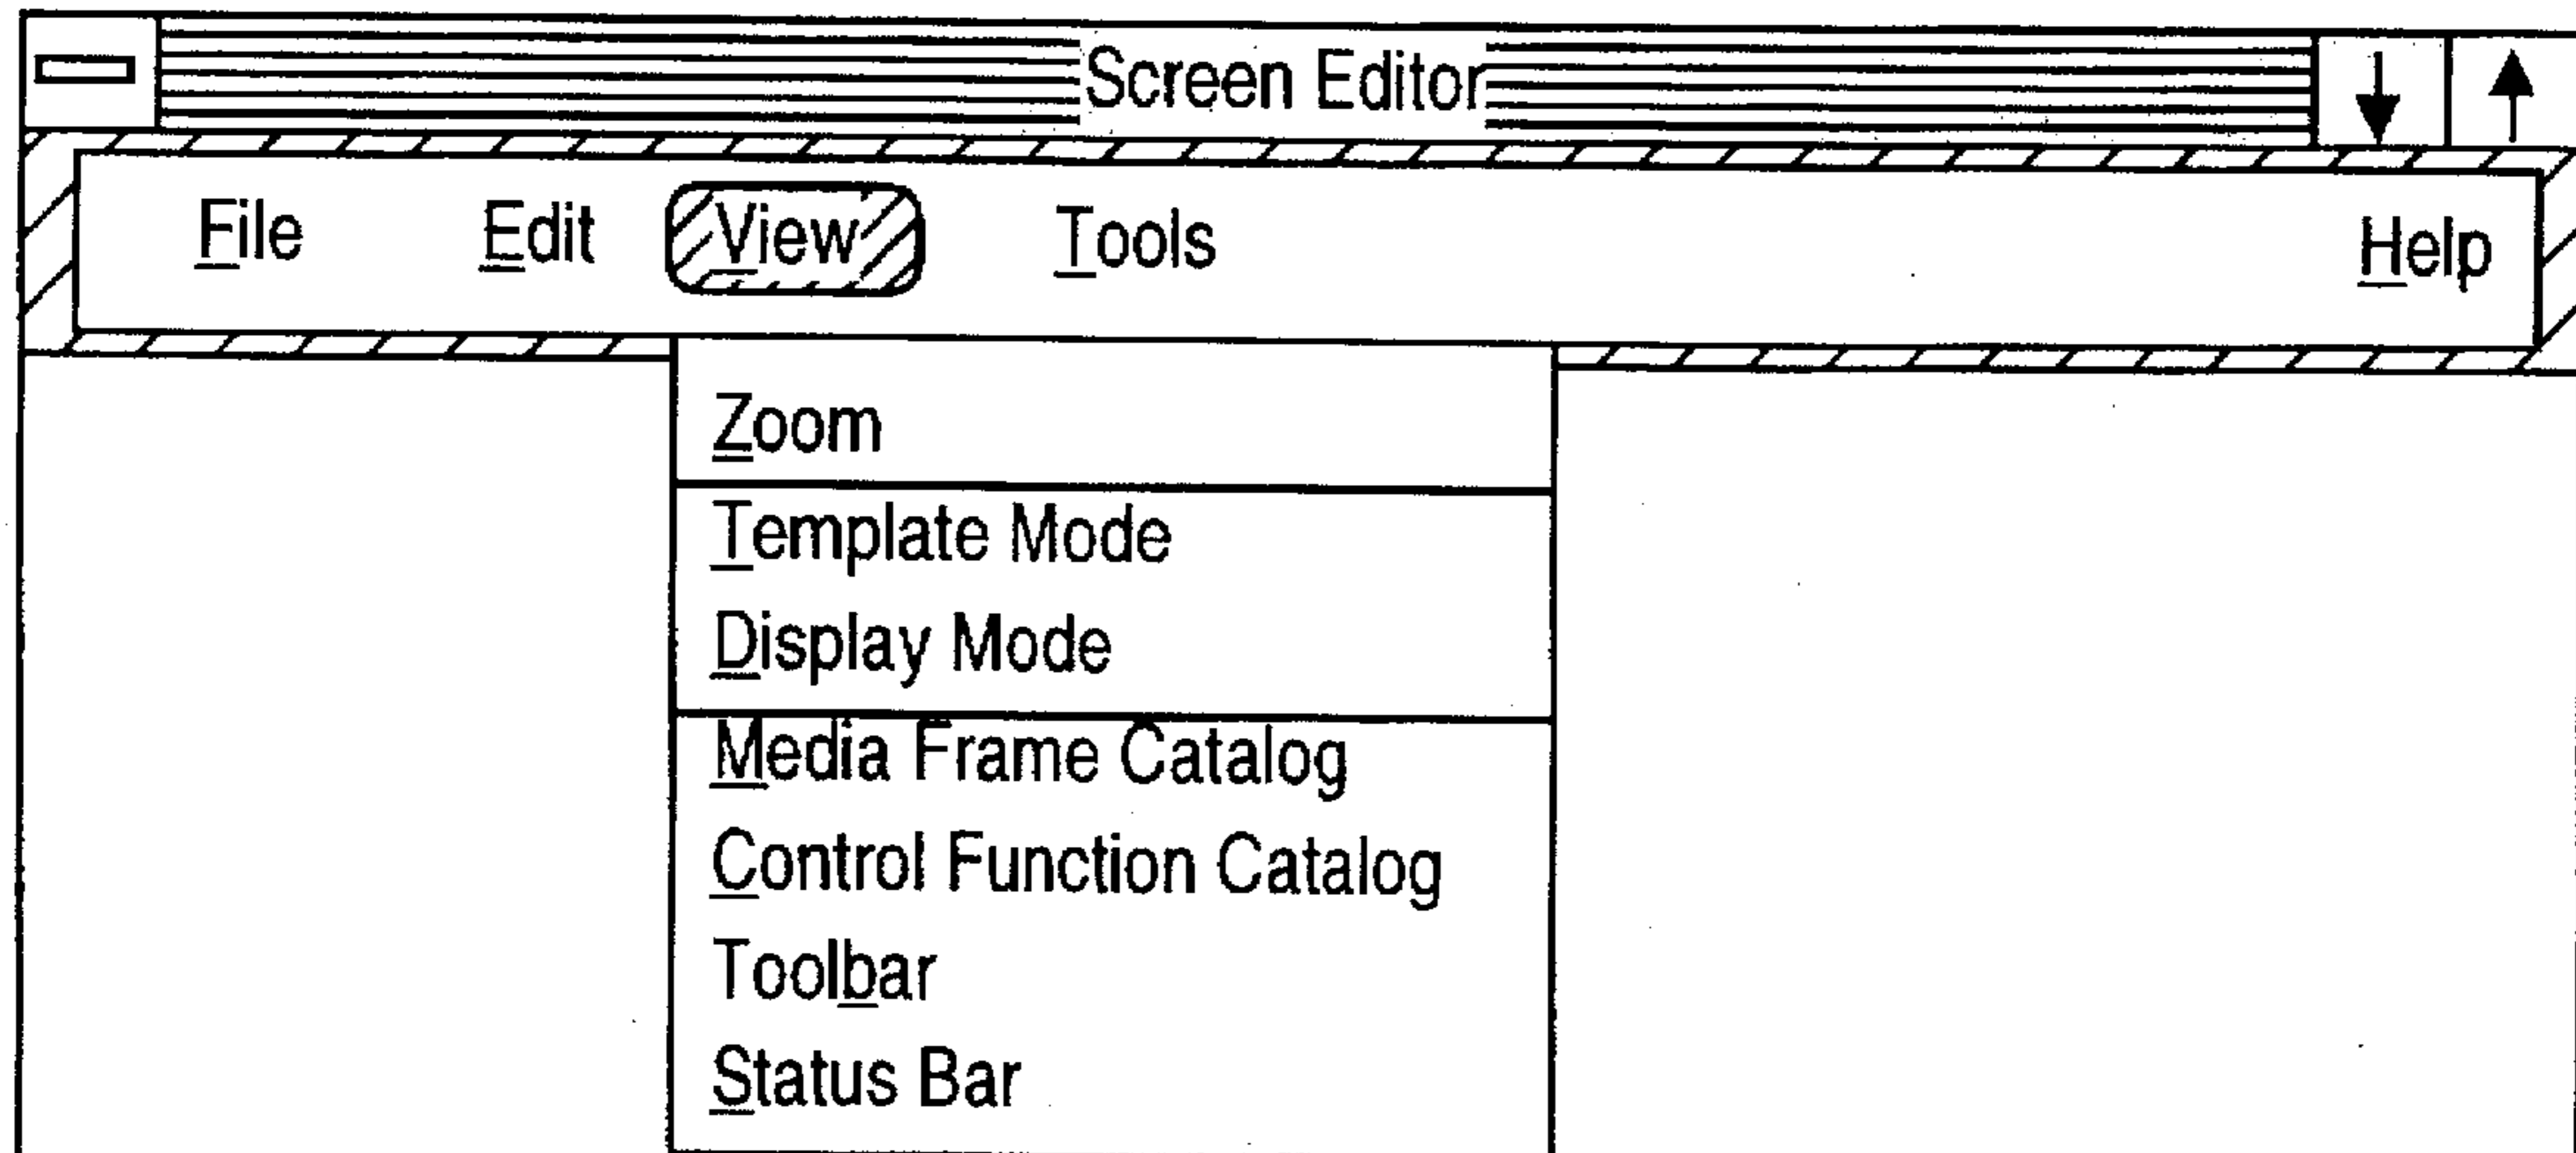 Screen Editor
File Edit View Tools Help
Zoom
Template Mode
Display Mode
Media Frame Catalog
Control Function Catalog
Toolbar
Status Bar